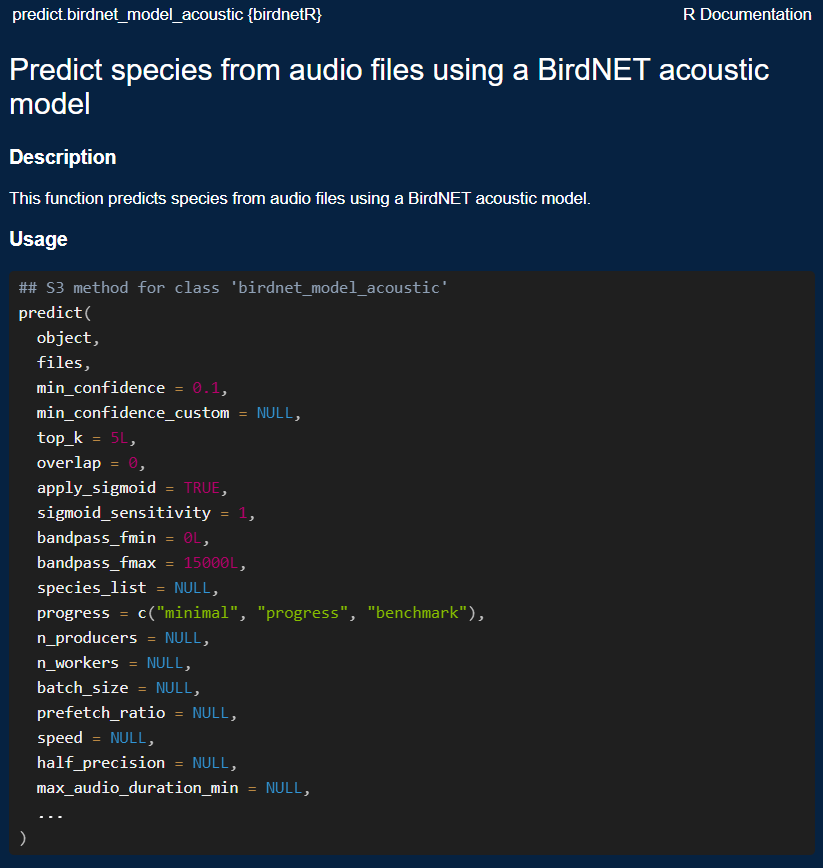 predict.birdnet_model_acoustic {birdnetR} R Documentation
Predict species from audio files using a BirdNET acoustic
model
Description
This function predicts species from audio files using a BirdNET acoustic model.
Usage
## S3 method for class 'birdnet_model_acoustic'
predict(
  object,
  files,
  min_confidence = 0.1,
  min_confidence_custom = NULL,
  top_k = 5L,
  overlap = 0,
  apply_sigmoid = TRUE,
  sigmoid_sensitivity = 1,
  bandpass_fmin = 0L,
  bandpass_fmax = 15000L,
  species_list = NULL,
  progress = c("minimal", "progress", "benchmark"),
  n_producers = NULL,
  n_workers = NULL,
  batch_size = NULL,
  prefetch_ratio = NULL,
  speed = NULL,
  half_precision = NULL,
  max_audio_duration_min = NULL,
  ...
)